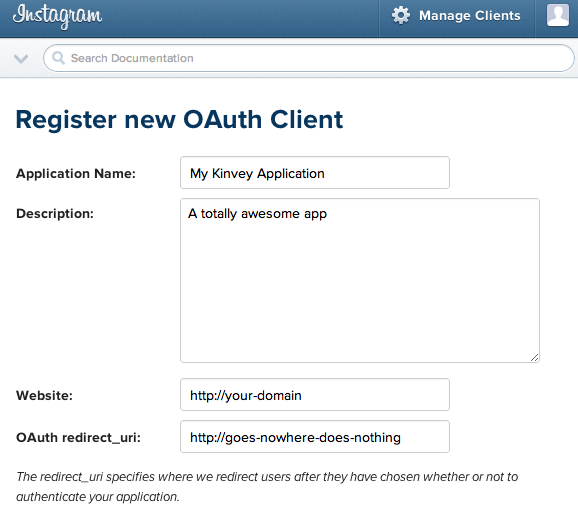 Instagram
Manage Clients
Search Documentation
Register new OAuth Client
Application Name:
My Kinvey Application
Description:
A totally awesome app
Website:
http://your-domain
OAuth redirect_uri:
http://goes-nowhere-does-nothing
The redirect_uri specifies where we redirect users after they have chosen whether or not to
authenticate your application.